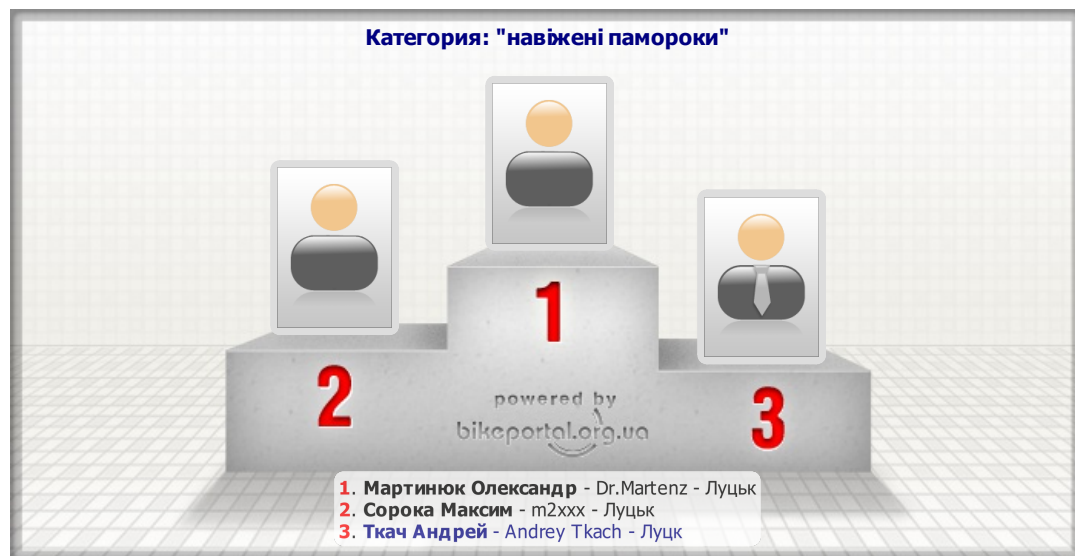 Категория: "навіжені памороки"
1
2
3
powered by
bikeportal.org.ua
1. Мартинюк Олександр - Dr.Martenz - Луцьк
2. Сорока Максим - m2xxx - Луцьк
3. Ткач Андрей - Andrey Tkach - Луцк